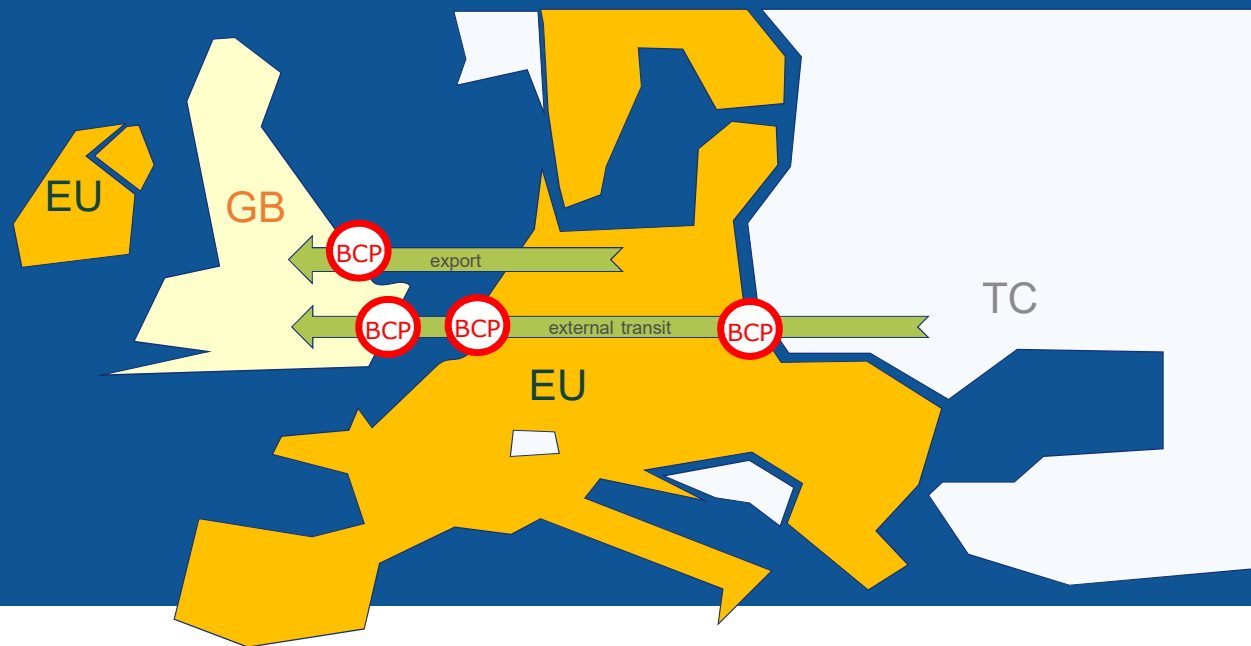 EU
GB
BCP
export
TC
BCP
BCP
external transit
BCP
EU